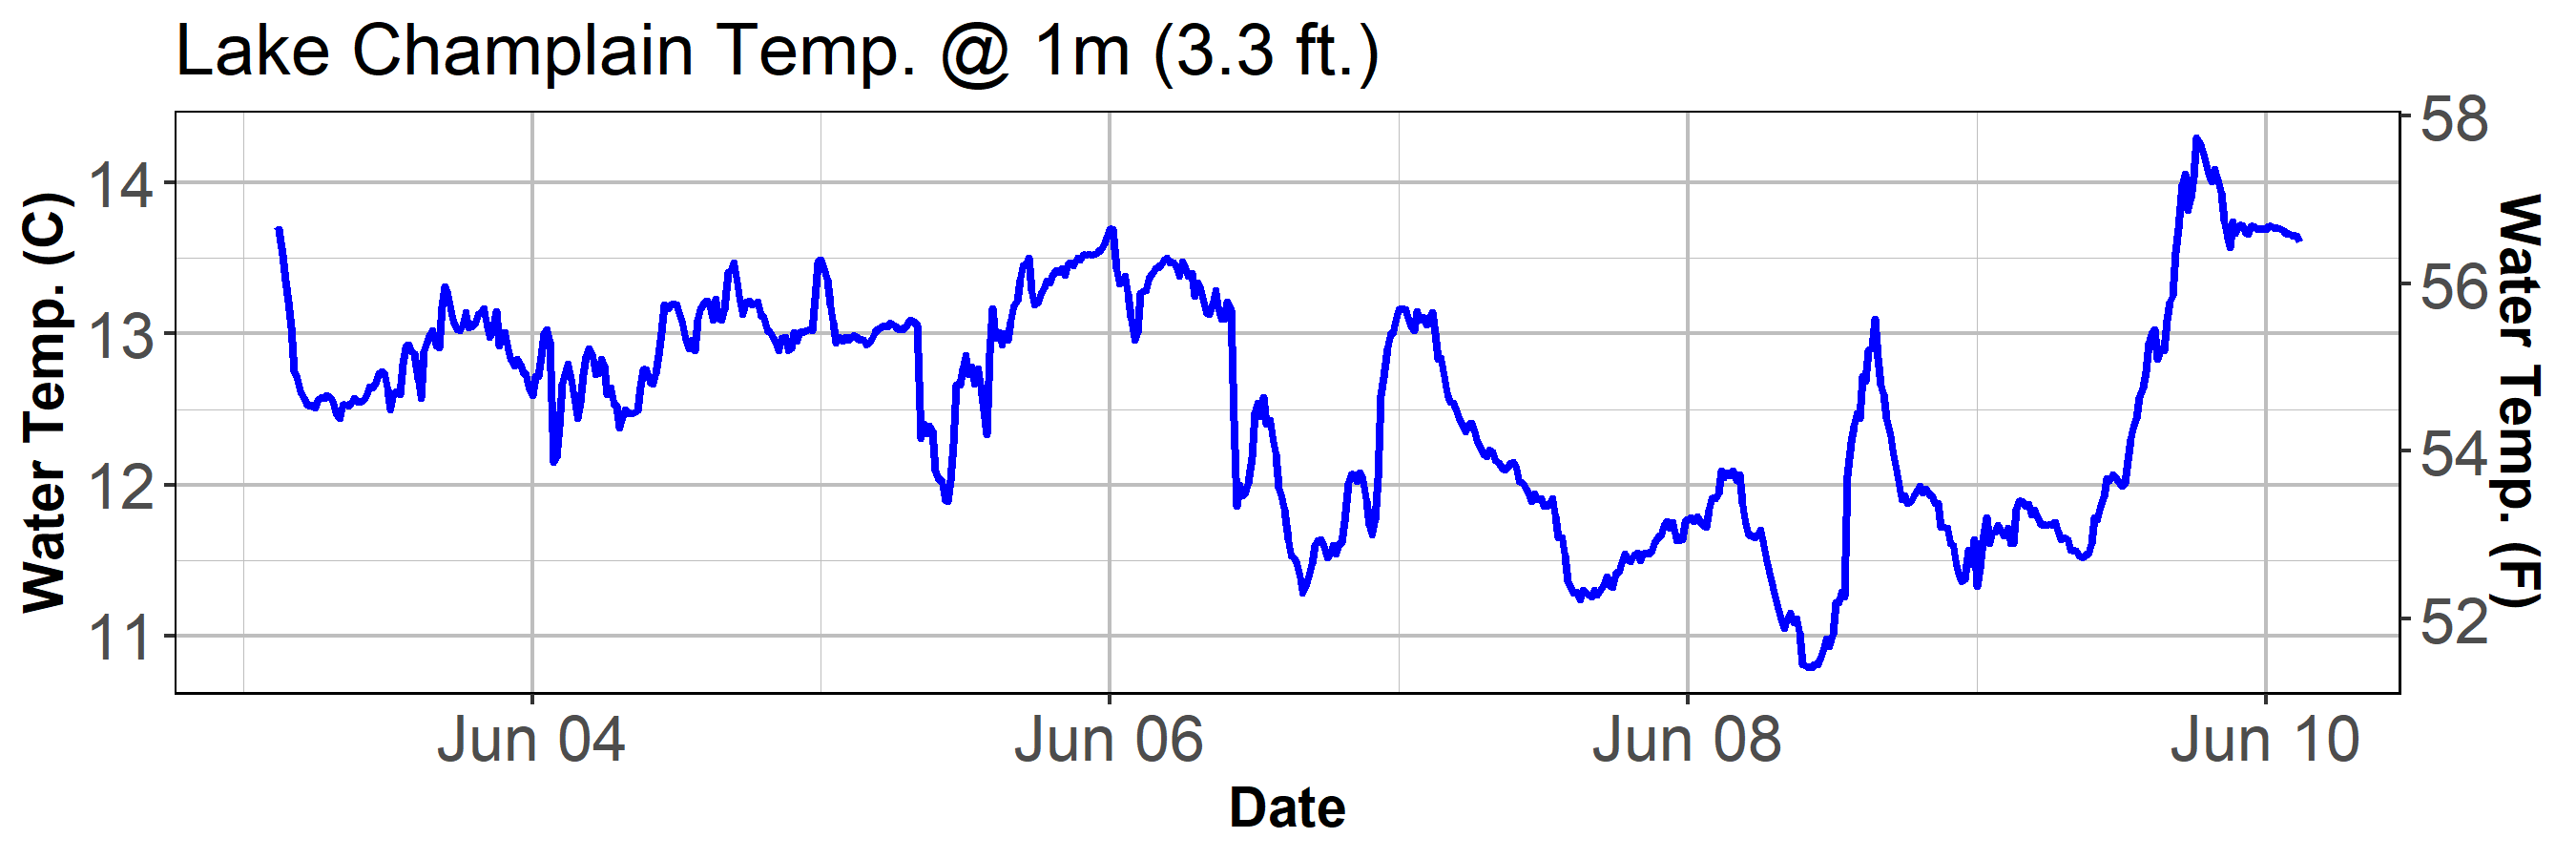 Lake Champlain Temp. @ 1m (3.3 ft.)
Water Temp. (C)
14
13
12
11
58
56
54
52
Water Temp. (F)
Jun 04 Jun 06 Jun 08 Jun 10
Date